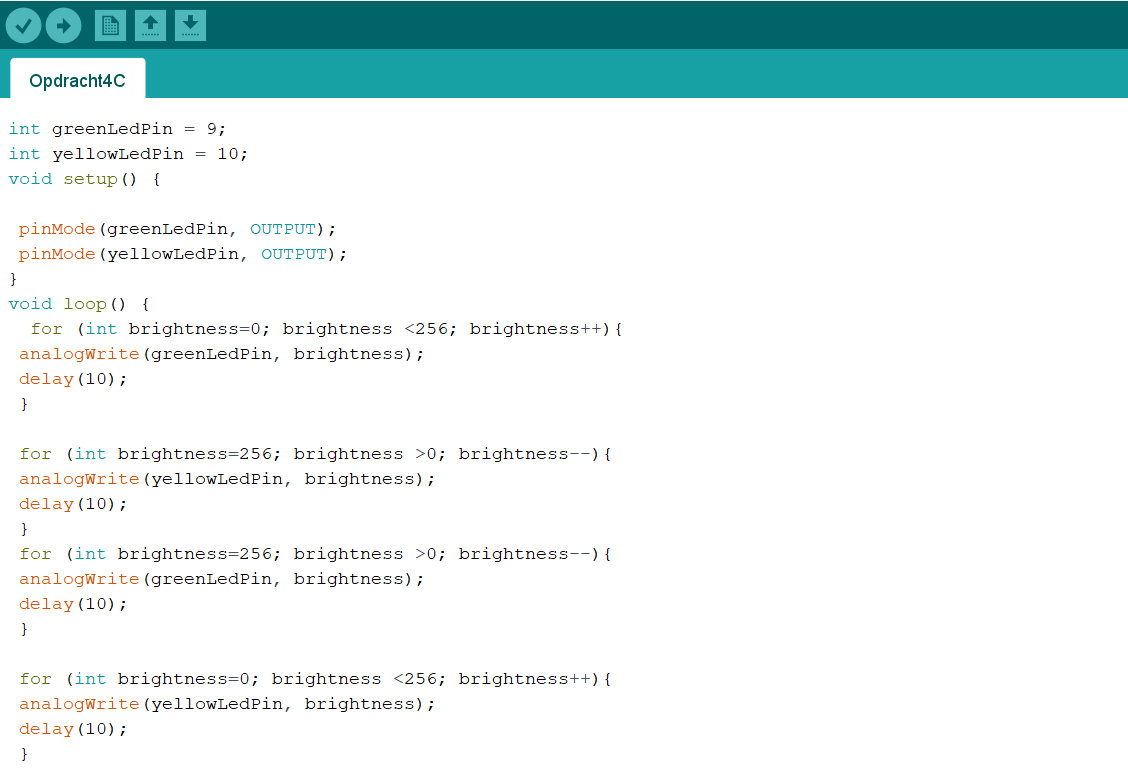 Opdracht4C
int greenLedPin = 9;
int yellowLedPin = 10;
void setup() {
pinMode(greenLedPin, OUTPUT);
pinMode(yellowLedPin, OUTPUT);
}
void loop() {
for (int brightness=0; brightness <256; brightness++){
analogWrite(greenLedPin, brightness);
delay(10);
}
for (int brightness=256; brightness >0; brightness--){
analogWrite(yellowLedPin, brightness);
delay(10);
}
for (int brightness=256; brightness >0; brightness--){
analogWrite(greenLedPin, brightness);
delay(10);
}
for (int brightness=0; brightness <256; brightness++){
analogWrite(yellowLedPin, brightness);
delay(10);
}